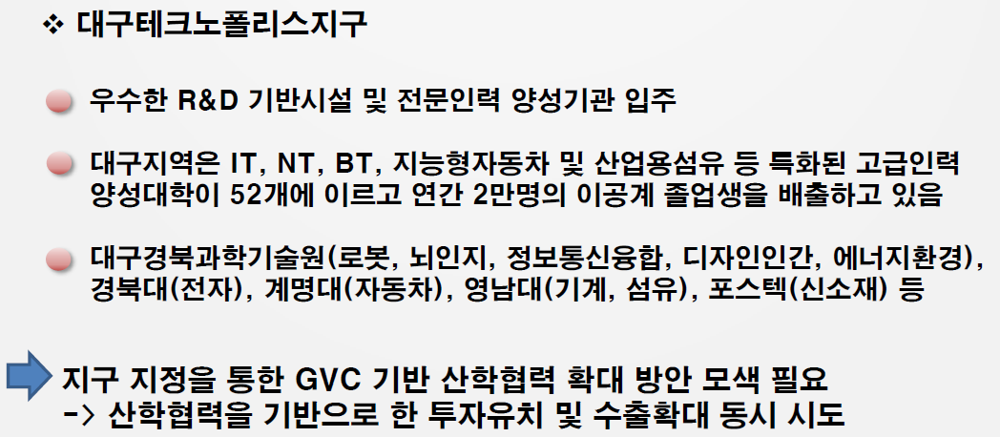 ❖ 대구테크노폴리스지구
우수한 R&D 기반시설 및 전문인력 양성기관 입주
대구지역은 IT, NT, BT, 지능형자동차 및 산업용섬유 등 특화된 고급인력
양성대학이 52개에 이르고 연간 2만명의 이공계 졸업생을 배출하고 있음
대구경북과학기술원(로봇, 뇌인지, 정보통신융합, 디자인인간, 에너지환경),
경북대(전자), 계명대(자동차), 영남대(기계, 섬유), 포스텍(신소재) 등
지구 지정을 통한 GVC 기반 산학협력 확대 방안 모색 필요
-> 산학협력을 기반으로 한 투자유치 및 수출확대 동시 시도